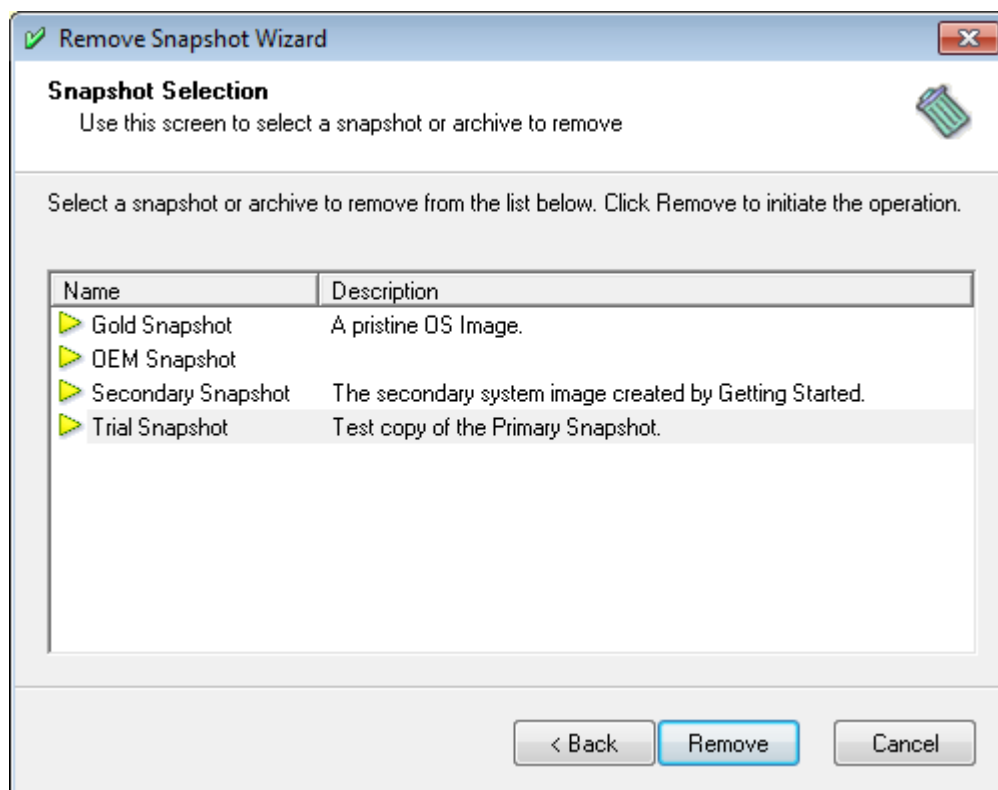 Remove Snapshot Wizard
Snapshot Selection
Use this screen to select a snapshot or archive to remove
Select a snapshot or archive to remove from the list below. Click Remove to initiate the operation.
Name Description
Gold Snapshot A pristine OS Image.
OEM Snapshot
Secondary Snapshot The secondary system image created by Getting Started.
Trial Snapshot Test copy of the Primary Snapshot.
< Back Remove Cancel